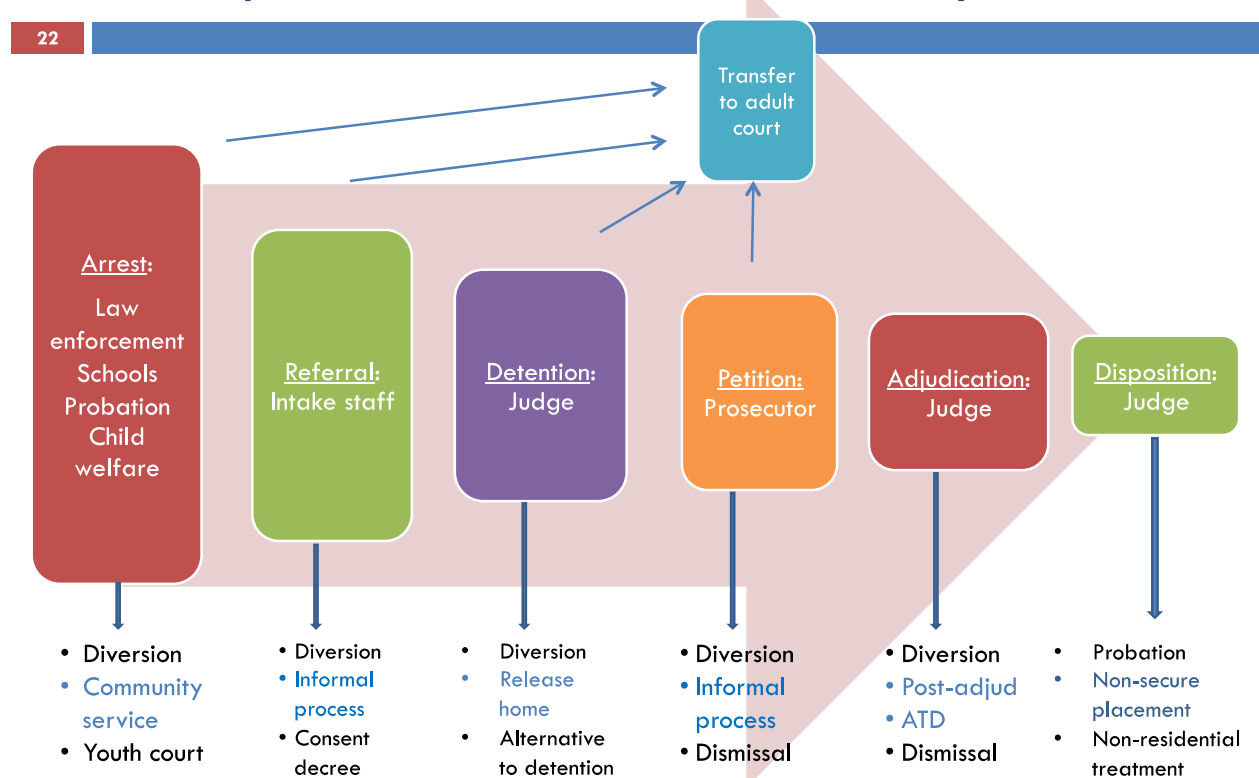 22
Transfer
to adult
court
Arrest:
Law
enforcement
Schools
Probation
Child
welfare
Referral:
Intake staff
Detention:
Judge
Petition:
Prosecutor
Adjudication:
Judge
Disposition:
Judge
• Diversion
• Community
service
• Youth court
• Diversion
• Informal
process
• Consent
decree
• Diversion
• Release
home
• Alternative
to detention
• Diversion
• Informal
process
• Dismissal
• Diversion
• Post-adjud
• ATD
• Dismissal
• Probation
• Non-secure
placement
• Non-residential
treatment